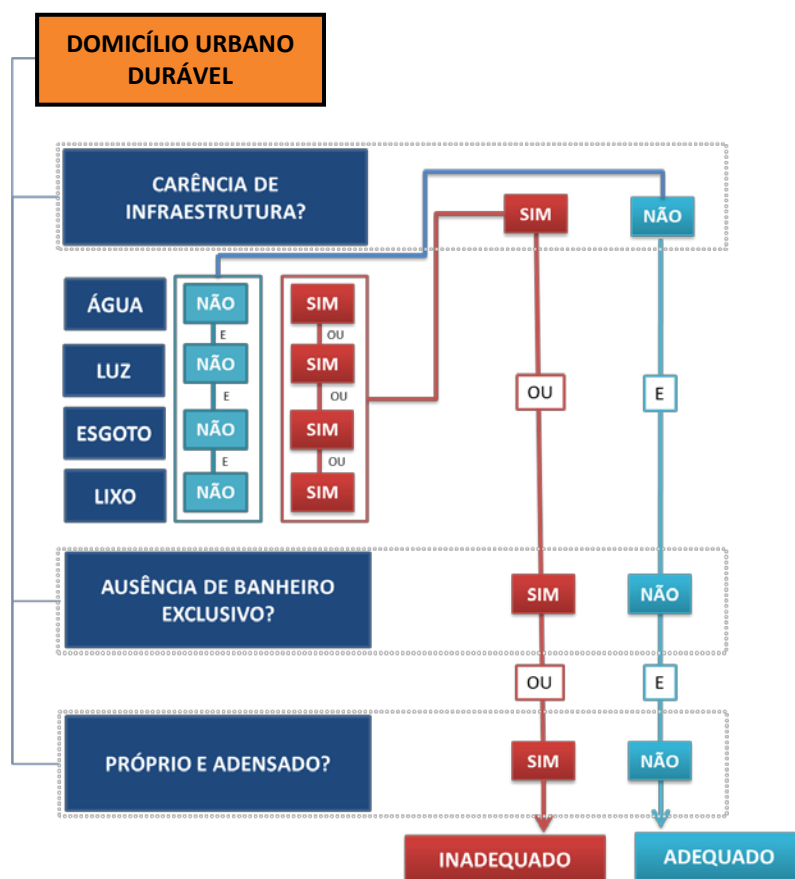 DOMICÍLIO URBANO
DURÁVEL
CARÊNCIA DE
INFRAESTRUTURA?
SIM
NÃO
ÁGUA
NÃO
SIM
E
OU
LUZ
NÃO
SIM
E
OU
OU
E
ESGOTO
NÃO
SIM
E
OU
LIXO
NÃO
SIM
AUSÊNCIA DE BANHEIRO
EXCLUSIVO?
SIM
NÃO
OU
E
PRÓPRIO E ADENSADO?
SIM
NÃO
INADEQUADO
ADEQUADO